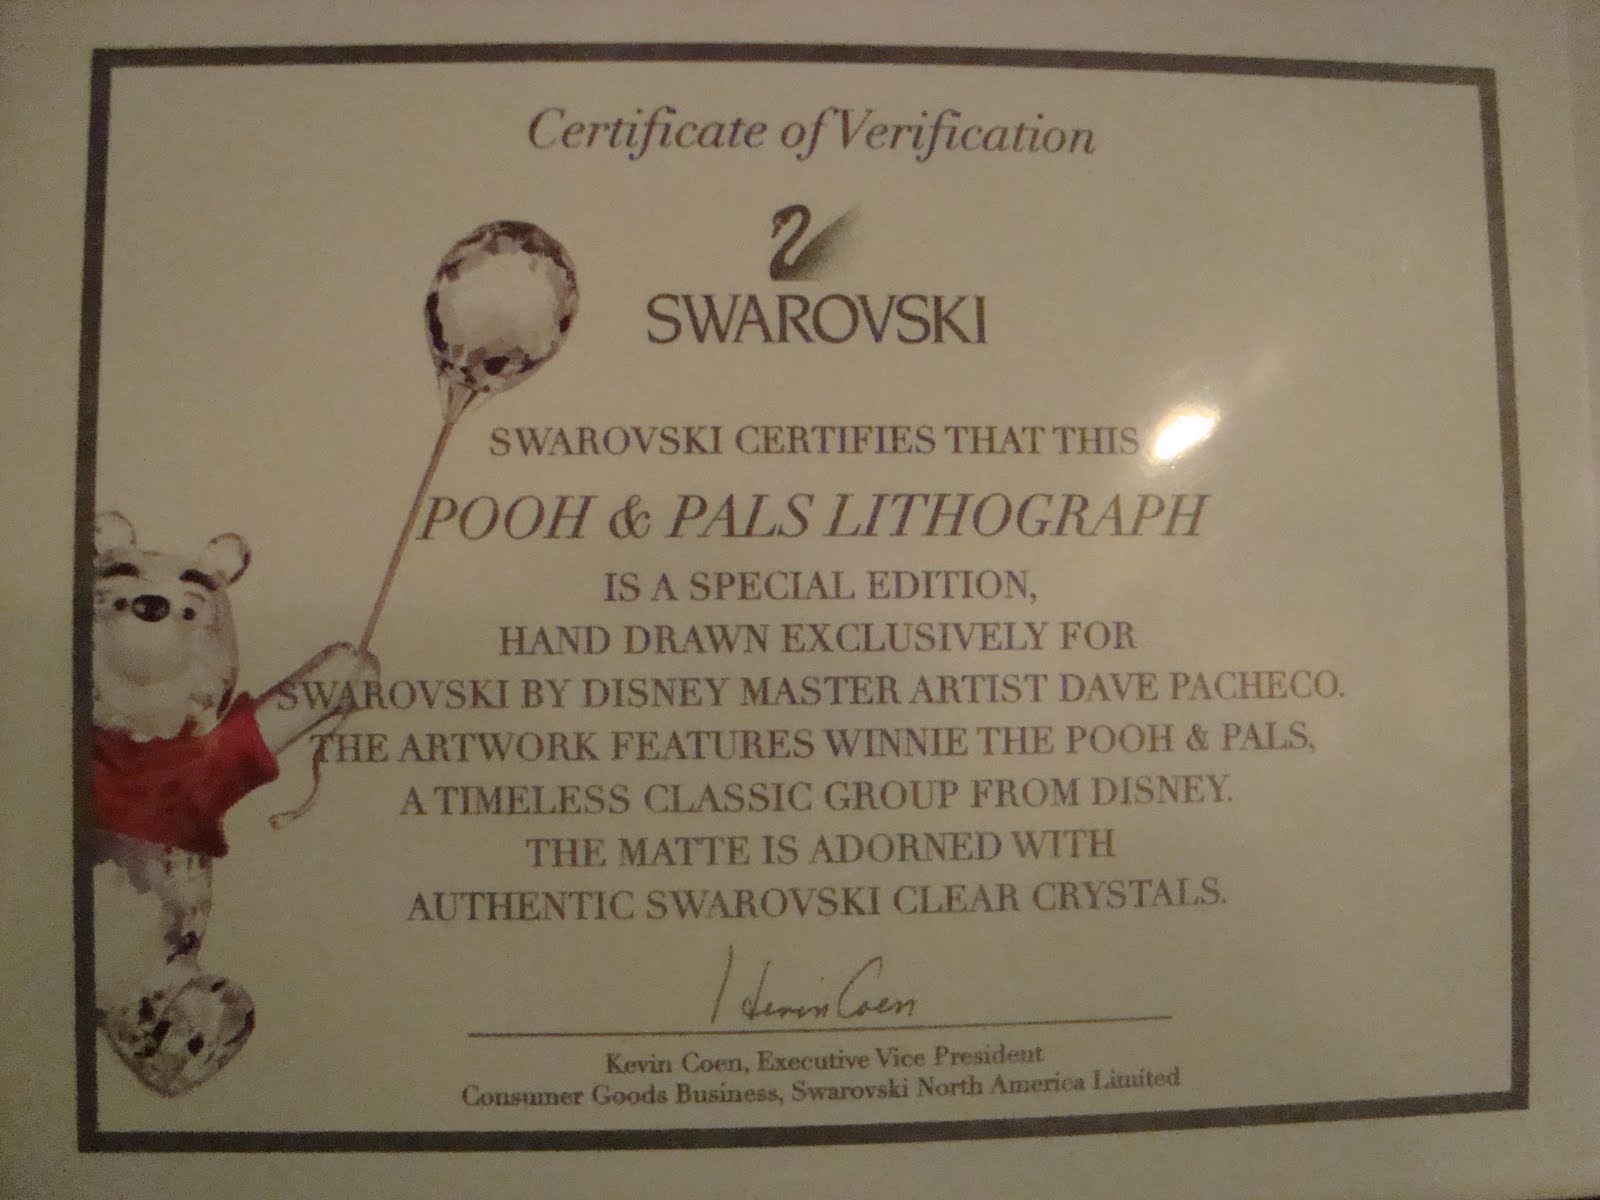 Certificate of Verification
SWAROVSKI
SWAROVSKI CERTIFIES THAT THIS
POOH & PALS LITHOGRAPH
IS A SPECIAL EDITION,
HAND DRAWN EXCLUSIVELY FOR
SWAROVSKI BY DISNEY MASTER ARTIST DAVE PACHECO.
THE ARTWORK FEATURES WINNIE THE POOH & PALS,
A TIMELESS CLASSIC GROUP FROM DISNEY.
THE MATTE IS ADORNED WITH
AUTHENTIC SWAROVSKI CLEAR CRYSTALS.
Kevin Coen
Kevin Coen, Executive Vice President
Consumer Goods Business, Swarovski North America Limited